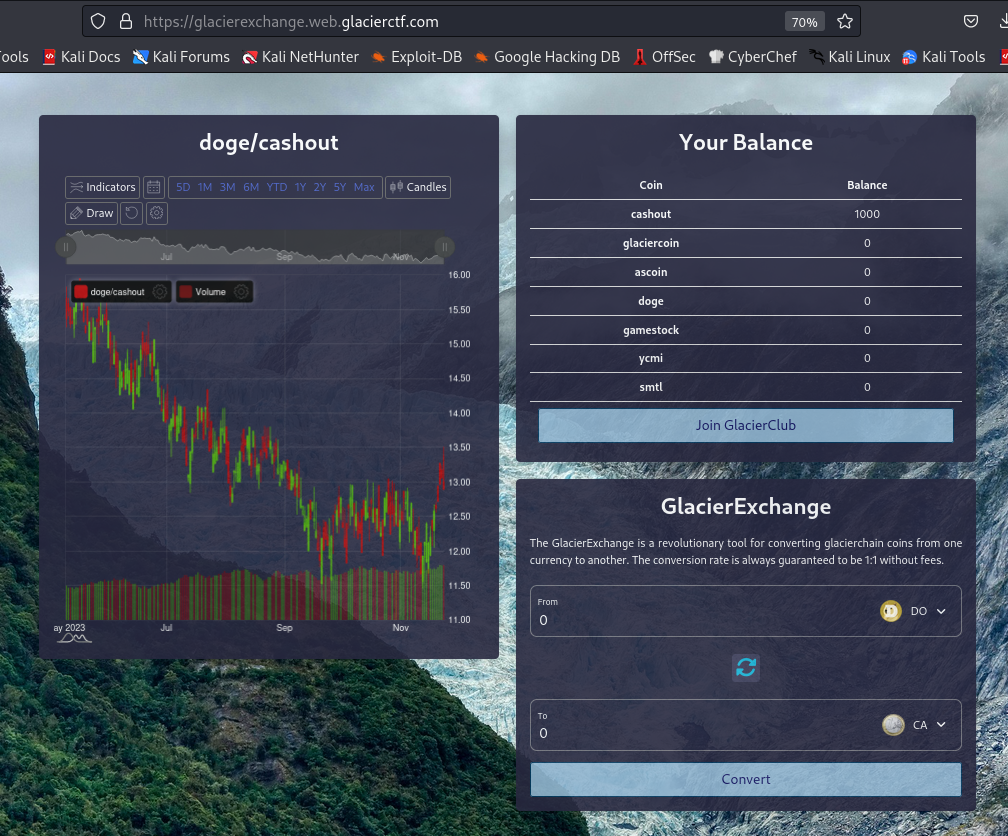 https://glacierexchange.web.glacierctf.com
70%
ools Kali Docs Kali Forums Kali NetHunter Exploit-DB Google Hacking DB OffSec CyberChef Kali Linux Kali Tools
doge/cashout
Indicators 5D 1M 3M 6M YTD 1Y 2Y 5Y Max Candles
Draw
Jul Sep Nov
doge/cashout Volume
16.00
15.50
15.00
14.50
14.00
13.50
13.00
12.50
12.00
11.50
11.00
ay 2023 Jul Sep Nov
Your Balance
Coin Balance
cashout 1000
glaciercoin 0
ascoin 0
doge 0
gamestock 0
ycmi 0
smtl 0
Join GlacierClub
GlacierExchange
The GlacierExchange is a revolutionary tool for converting glacierchain coins from one
currency to another. The conversion rate is always guaranteed to be 1:1 without fees.
From
0 DO
To
0 CA
Convert